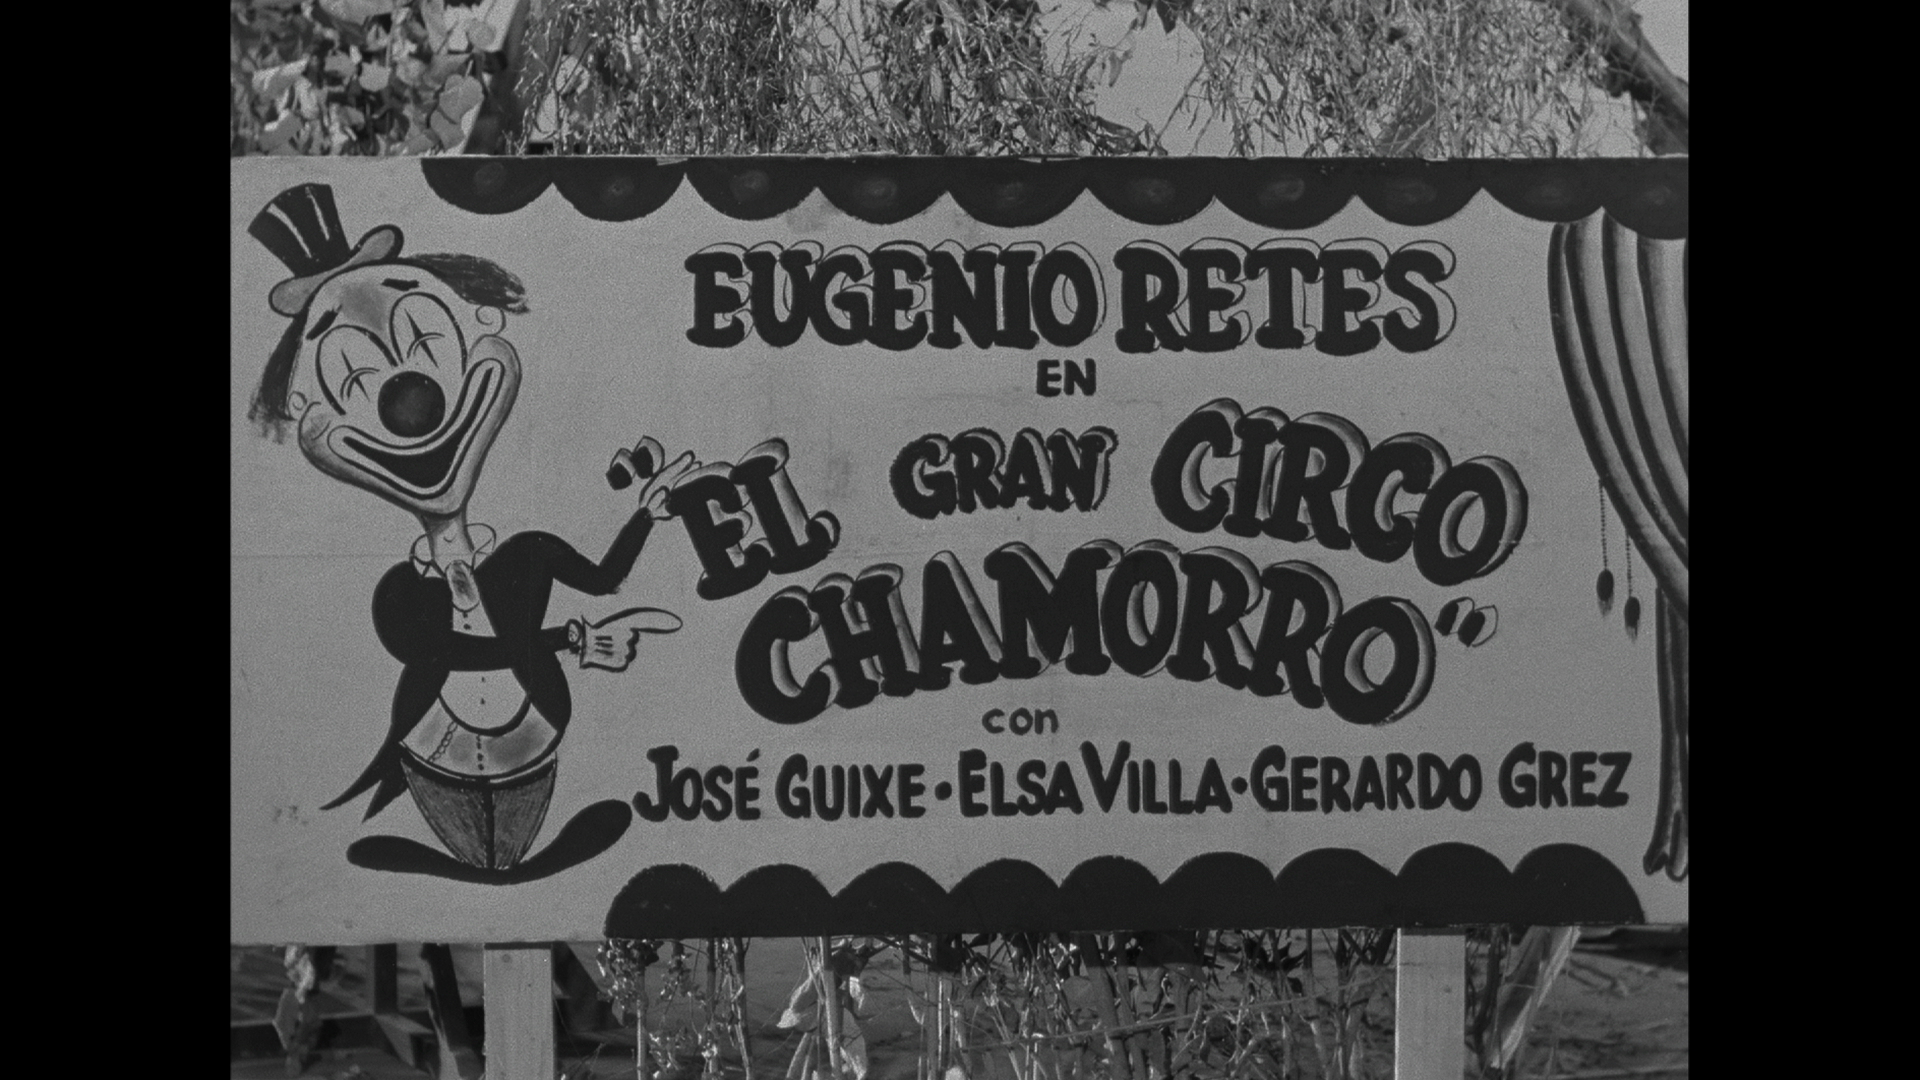 EUGENIO RETES
EN
"EL GRAN CIRCO
CHAMORRO"
con
JOSÉ GUIXE • ELSA VILLA • GERARDO GREZ